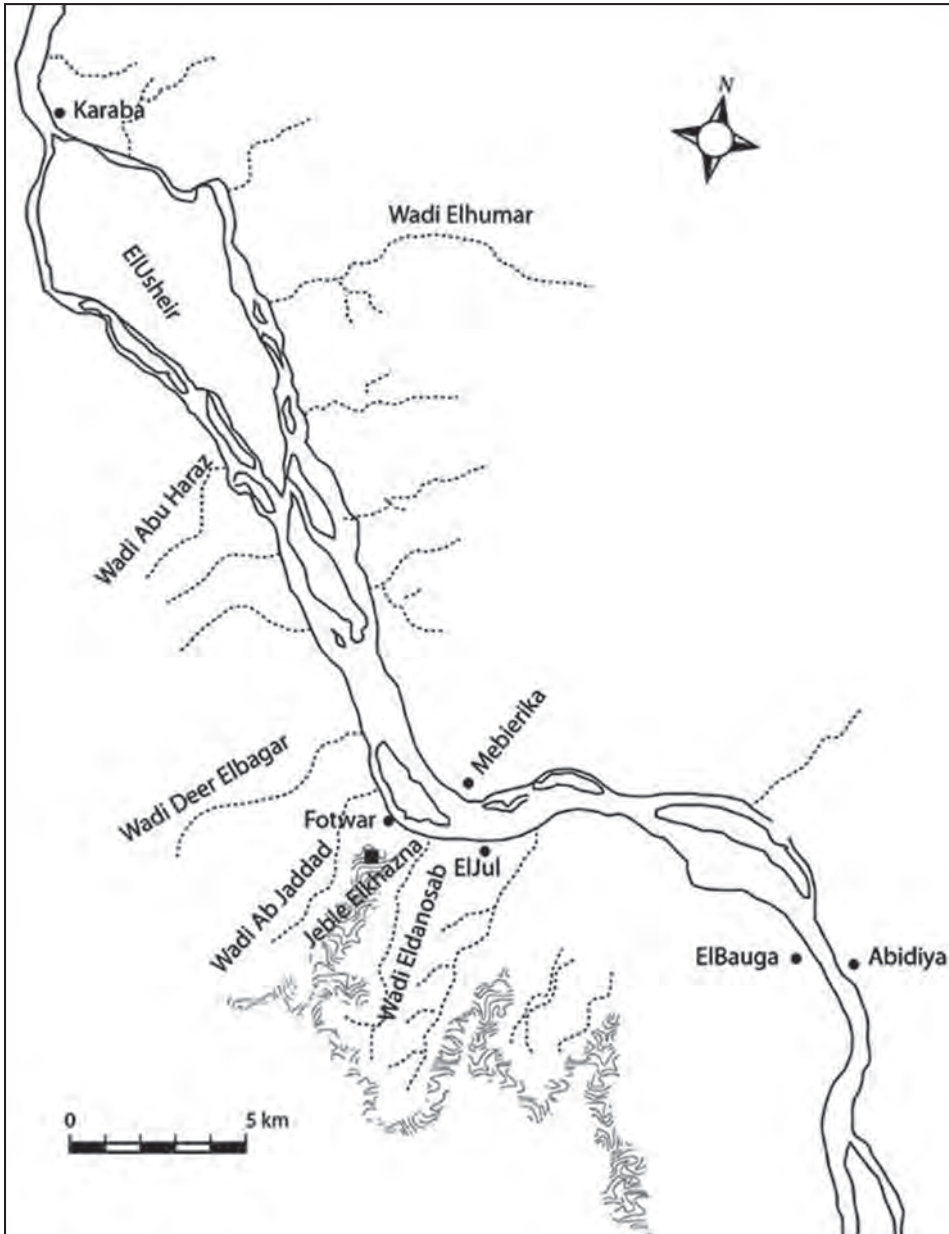 N
Karaba
Wadi Elhumar
ElUsheir
Wadi Abu Haraz
Mebierika
Wadi Deer Elbagar
Fotwar
ElJul
Wadi Ab Jaddad
Jeble Elkhazna
Wadi Eldanosab
ElBauga
Abidiya
0 5 km